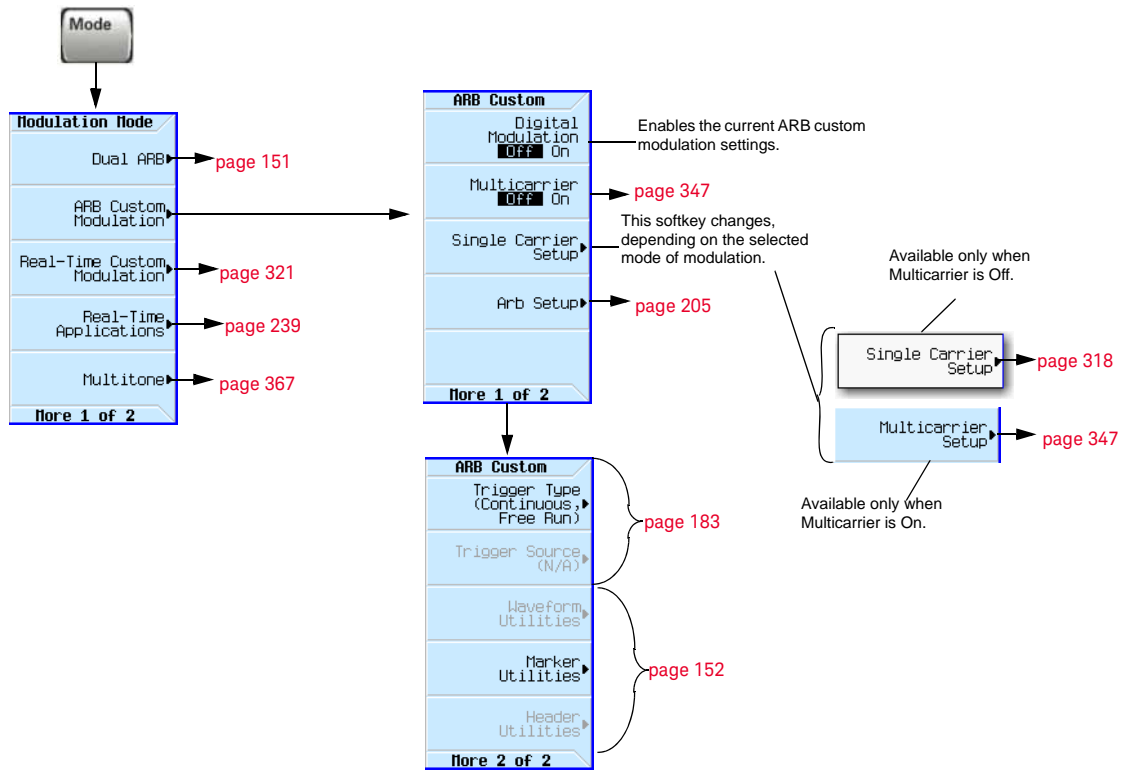 Mode
Modulation Mode
Dual ARB
page 151
ARB Custom
Modulation
Real-Time Custom
Modulation
page 321
Real-Time
Applications
page 239
Multitone
page 367
More 1 of 2
ARB Custom
Digital
Modulation
Off On
Enables the current ARB custom
modulation settings.
Multicarrier
Off On
page 347
Single Carrier
Setup
This softkey changes,
depending on the selected
mode of modulation.
Arb Setup
page 205
More 1 of 2
Available only when
Multicarrier is Off.
Single Carrier
Setup
page 318
Multicarrier
Setup
page 347
Available only when
Multicarrier is On.
ARB Custom
Trigger Type
(Continuous,
Free Run)
Trigger Source
(N/A)
page 183
Waveform
Utilities
Marker
Utilities
Header
Utilities
page 152
More 2 of 2